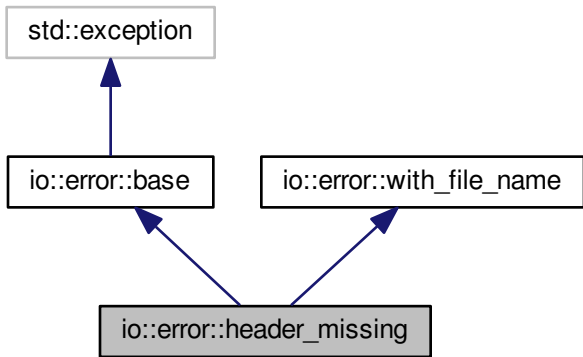 std::exception
io::error::base
io::error::with_file_name
io::error::header_missing